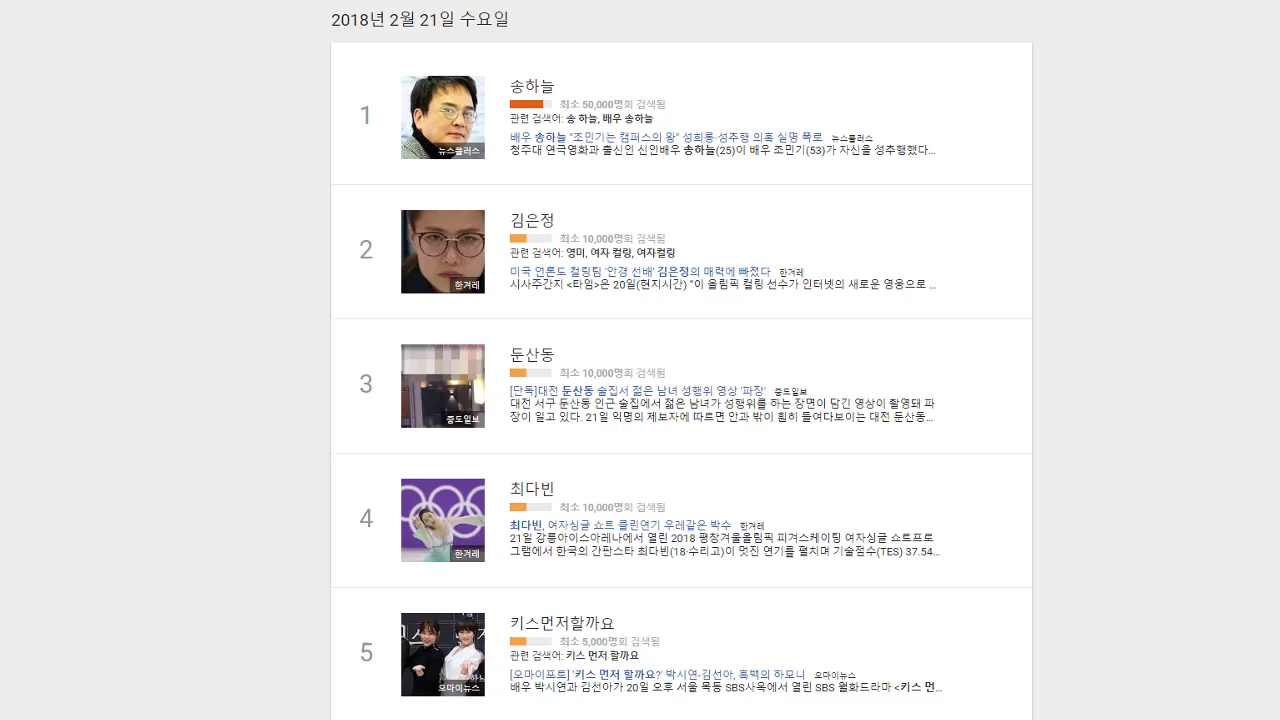 2018년 2월 21일 수요일
1
뉴스플러스
송하늘
최소 50,000명회 검색됨
관련 검색어: 송 하늘, 배우 송하늘
배우 송하늘 "조민기는 캠퍼스의 왕" 성희롱·성추행 의혹 실명 폭로 뉴스플러스
청주대 연극영화과 출신인 신인배우 송하늘(25)이 배우 조민기(53)가 자신을 성추행했다...
2
한겨레
김은정
최소 10,000명회 검색됨
관련 검색어: 영미, 여자 컬링, 여자컬링
미국 언론도 컬링팀 '안경 선배' 김은정의 매력에 빠졌다 한겨레
시사주간지 <타임>은 20일(현지시간) "이 올림픽 컬링 선수가 인터넷의 새로운 영웅으로 ...
3
중도일보
둔산동
최소 10,000명회 검색됨
[단독]대전 둔산동 술집서 젊은 남녀 성행위 영상 '파장' 중도일보
대전 서구 둔산동 인근 술집에서 젊은 남녀가 성행위를 하는 장면이 담긴 영상이 촬영돼 파
장이 일고 있다. 21일 익명의 제보자에 따르면 안과 밖이 훤히 들여다보이는 대전 둔산동...
4
한겨레
최다빈
최소 10,000명회 검색됨
최다빈, 여자싱글 쇼트 클린연기 우레같은 박수 한겨레
21일 강릉아이스아레나에서 열린 2018 평창겨울올림픽 피겨스케이팅 여자싱글 쇼트프로
그램에서 한국의 간판스타 최다빈(18·수리고)이 멋진 연기를 펼치며 기술점수(TES) 37.54...
5
오마이뉴스
키스먼저할까요
최소 5,000명회 검색됨
관련 검색어: 키스 먼저 할까요
[오마이포토] '키스 먼저 할까요?' 박시연-김선아, 흑백의 하모니 오마이뉴스
배우 박시연과 김선아가 20일 오후 서울 목동 SBS사옥에서 열린 SBS 월화드라마 <키스 먼...